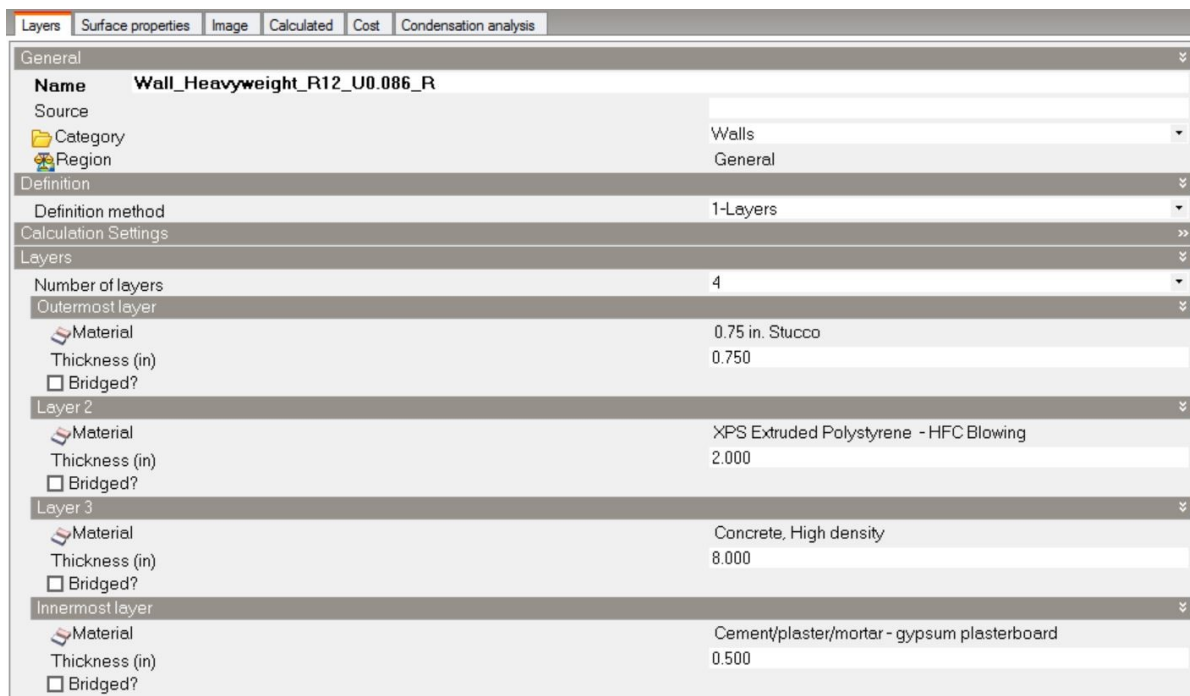 Layers Surface properties Image Calculated Cost Condensation analysis
General
Name Wall_Heavyweight_R12_U0.086_R
Source
Category Walls
Region General
Definition
Definition method 1-Layers
Calculation Settings
Layers
Number of layers 4
Outermost layer
Material 0.75 in. Stucco
Thickness (in) 0.750
Bridged?
Layer 2
Material XPS Extruded Polystyrene - HFC Blowing
Thickness (in) 2.000
Bridged?
Layer 3
Material Concrete, High density
Thickness (in) 8.000
Bridged?
Innermost layer
Material Cement/plaster/mortar - gypsum plasterboard
Thickness (in) 0.500
Bridged?